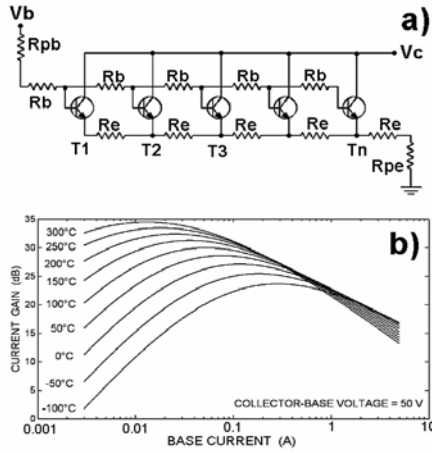 Vb
a)
Rpb
Vc
Rb Rb Rb Rb Rb
Re Re Re Re Re
T1 T2 T3 Tn
Rpe
b)
CURRENT GAIN (dB)
35
30
25
20
15
10
5
0
300°C
250°C
200°C
150°C
100°C
50°C
0°C
-50°C
-100°C
COLLECTOR-BASE VOLTAGE = 50 V
0.001 0.01 0.1 1 10
BASE CURRENT (A)